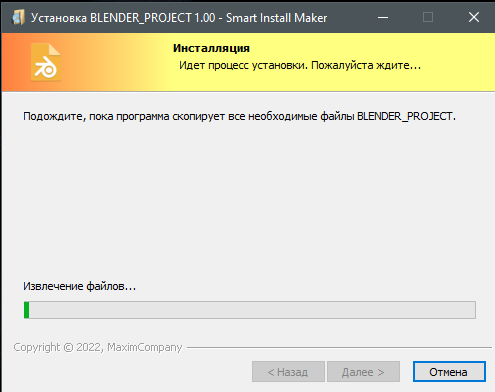 Установка BLENDER_PROJECT 1.00 - Smart Install Maker
Инсталляция
Идет процесс установки. Пожалуйста ждите...
Подождите, пока программа скопирует все необходимые файлы BLENDER_PROJECT.
Извлечение файлов...
Copyright © 2022, MaximCompany
< Назад
Далее >
Отмена